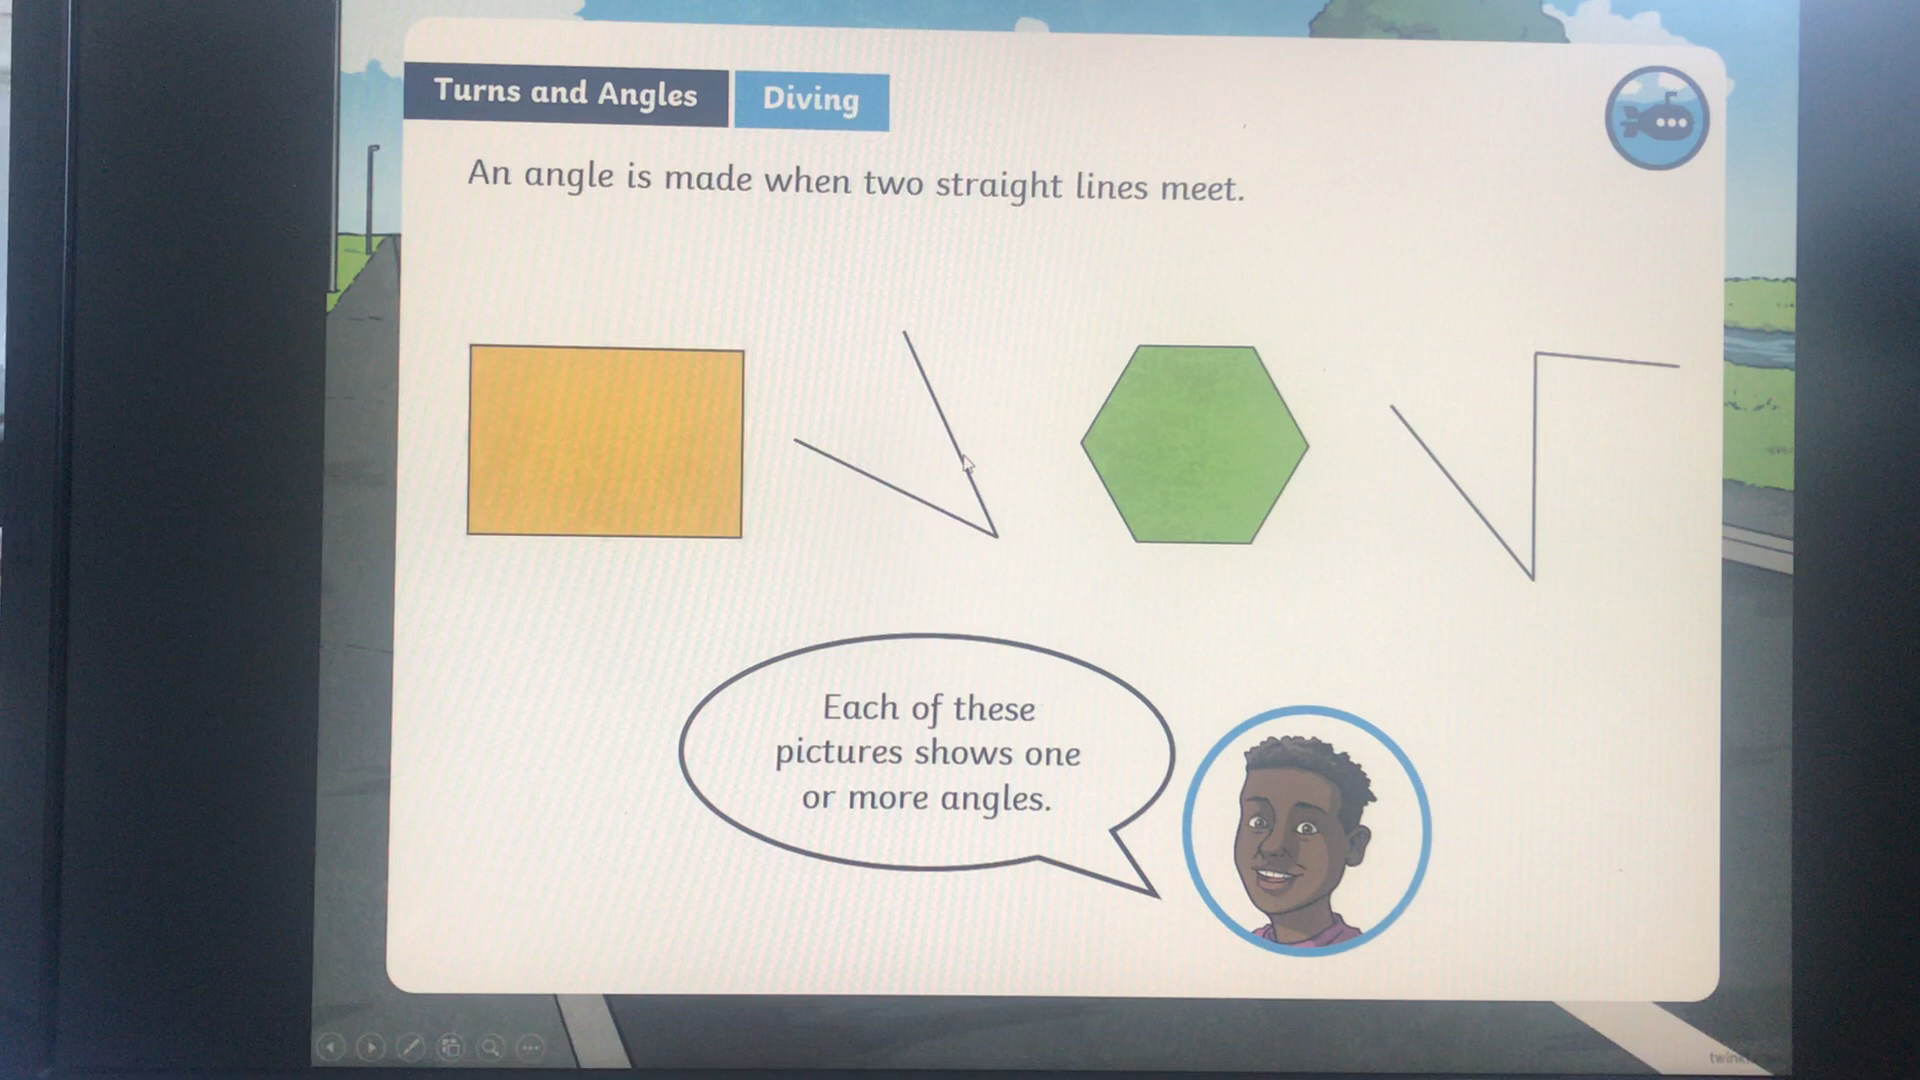 Turns and Angles
Diving
An angle is made when two straight lines meet.
Each of these
pictures shows one
or more angles.